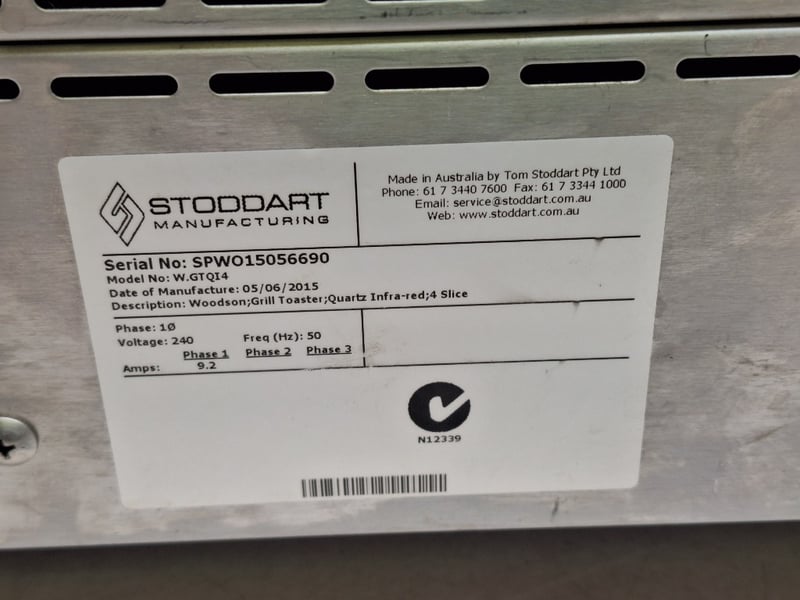 STODDART
MANUFACTURING
Made in Australia by Tom Stoddart Pty Ltd
Phone: 61 7 3440 7600 Fax: 61 7 3344 1000
Email: service@stoddart.com.au
Web: www.stoddart.com.au
Serial No: SPWO15056690
Model No: W.GTQI4
Date of Manufacture: 05/06/2015
Description: Woodson;Grill Toaster;Quartz Infra-red;4 Slice
Phase: 1Ø
Voltage: 240 Freq (Hz): 50
Phase 1 Phase 2 Phase 3
Amps: 9.2
N12339